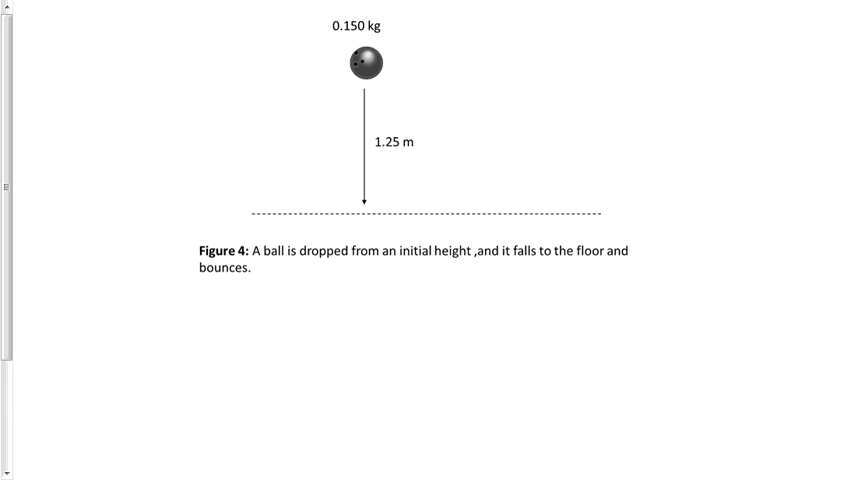 0.150 kg
1.25 m
Figure 4: A ball is dropped from an initial height ,and it falls to the floor and
bounces.